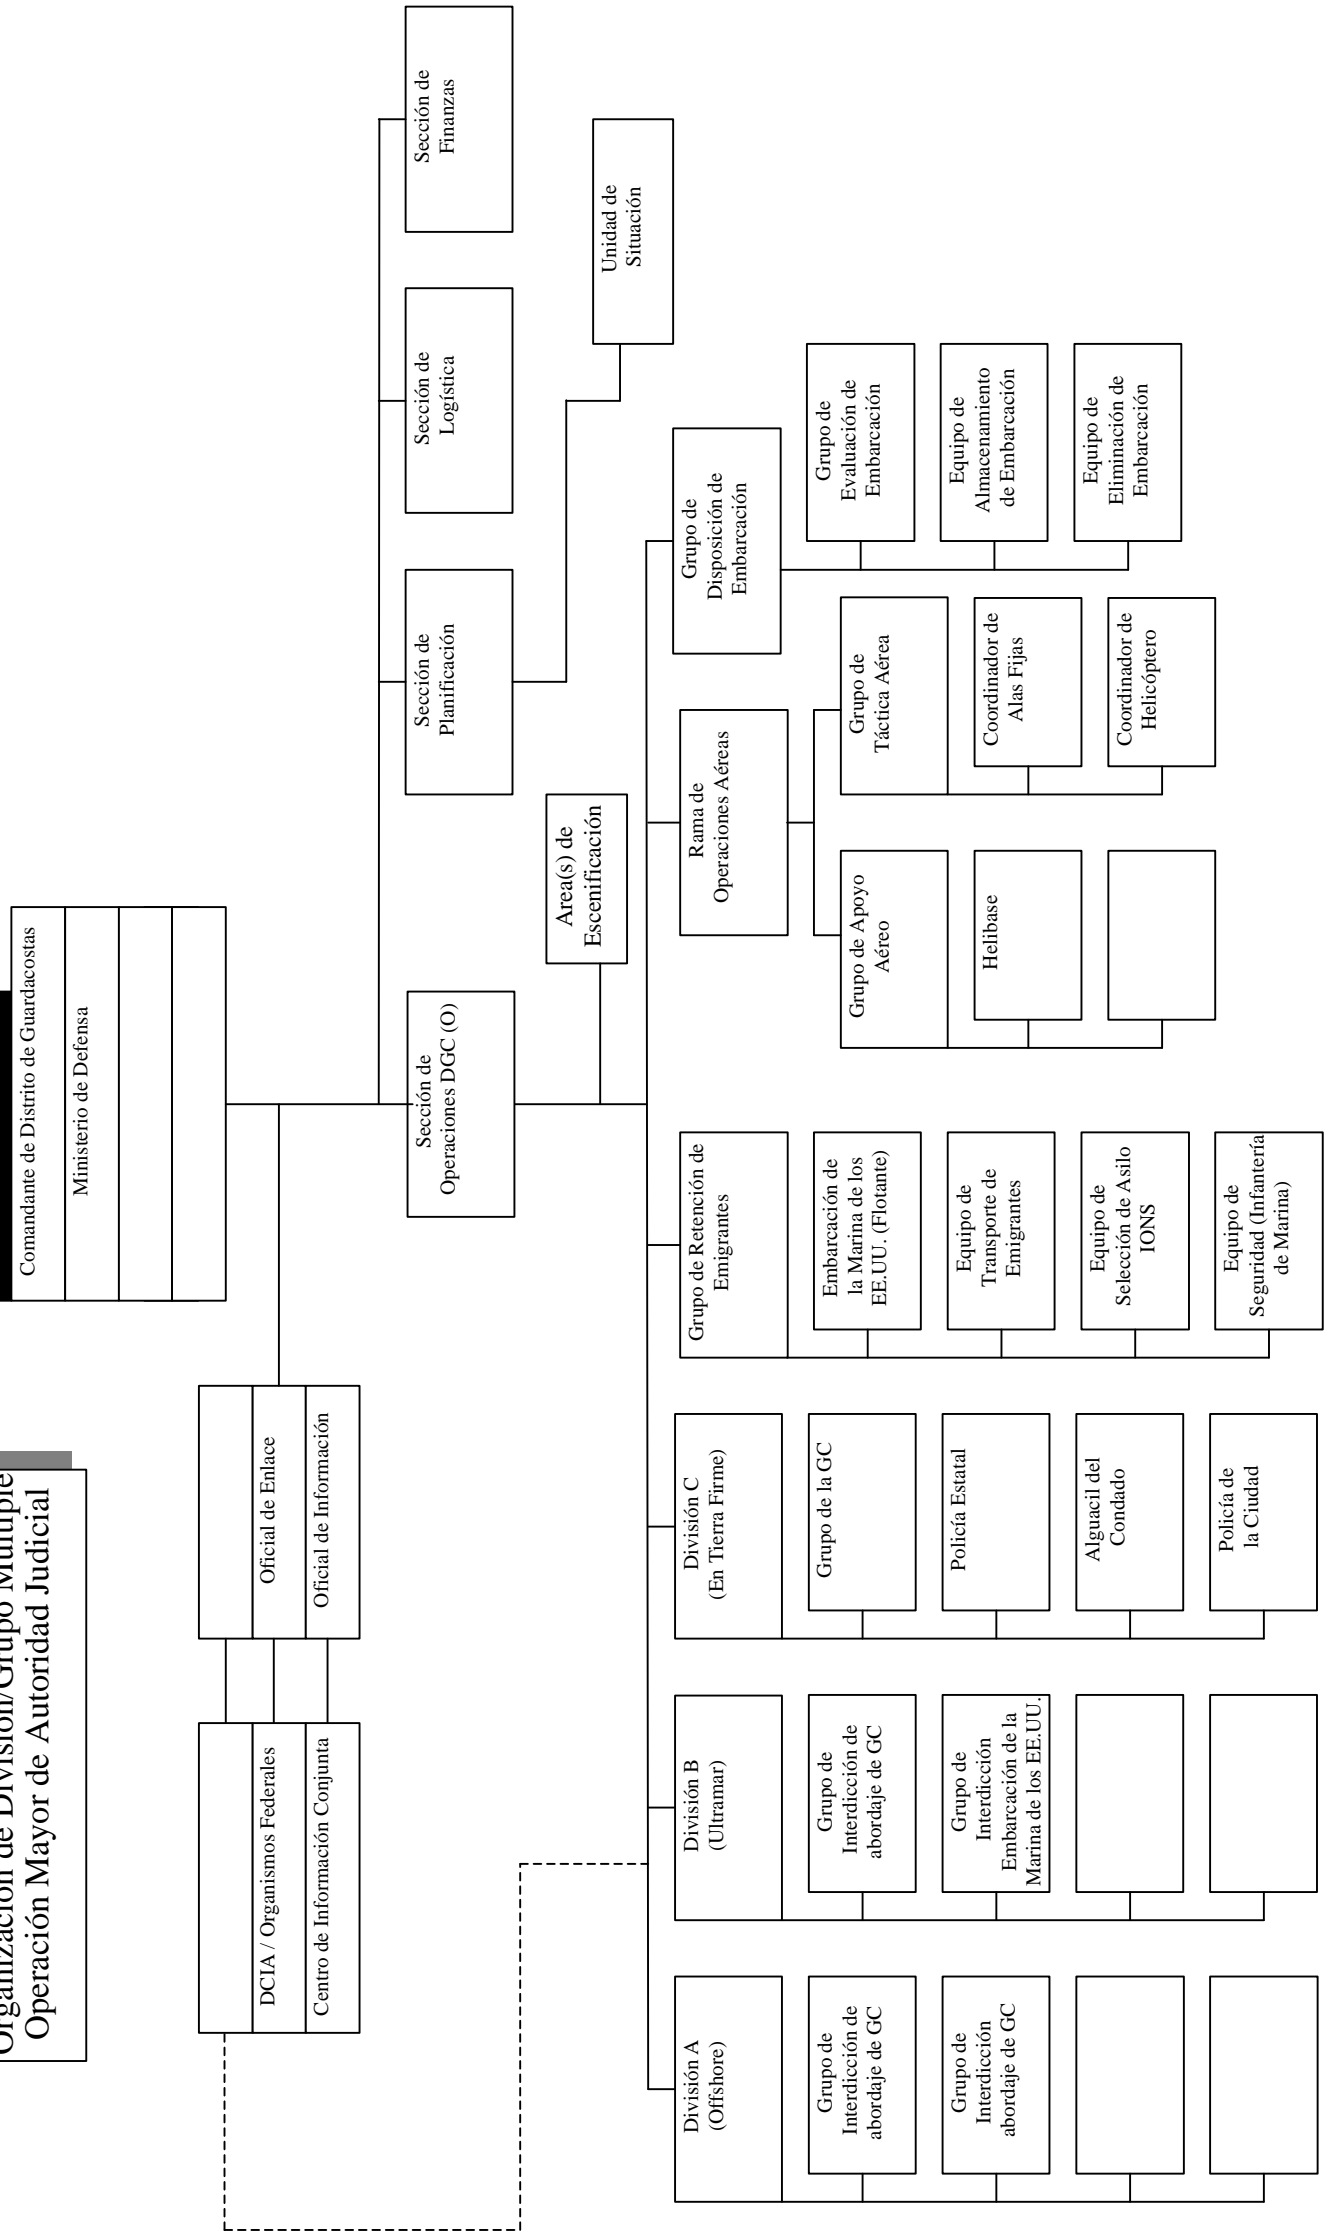 Organización de División/Grupo Múltiple
Operación Mayor de Autoridad Judicial
Comandante de Distrito de Guardacostas
Ministerio de Defensa
Oficial de Enlace
Oficial de Información
DCIA / Organismos Federales
Centro de Información Conjunta
Sección de
Operaciones DGC (O)
Sección de
Planificación
Sección de
Logística
Sección de
Finanzas
Unidad de
Situación
Area(s) de
Escenificación
División A
(Offshore)
Grupo de
Interdicción de
abordaje de GC
Grupo de
Interdicción
abordaje de GC
División B
(Ultramar)
Grupo de
Interdicción de
abordaje de GC
Grupo de
Interdicción
Embarcación de la
Marina de los EE.UU.
División C
(En Tierra Firme)
Grupo de la GC
Policía Estatal
Alguacil del
Condado
Policía de
la Ciudad
Grupo de Retención de
Emigrantes
Embarcación de
la Marina de los
EE.UU. (Flotante)
Equipo de
Transporte de
Emigrantes
Equipo de
Selección de Asilo
IONS
Equipo de
Seguridad (Infantería
de Marina)
Rama de
Operaciones Aéreas
Grupo de Apoyo
Aéreo
Helibase
Grupo de
Táctica Aérea
Coordinador de
Alas Fijas
Coordinador de
Helicóptero
Grupo de
Disposición de
Embarcación
Grupo de
Evaluación de
Embarcación
Equipo de
Almacenamiento
de Embarcación
Equipo de
Eliminación de
Embarcación